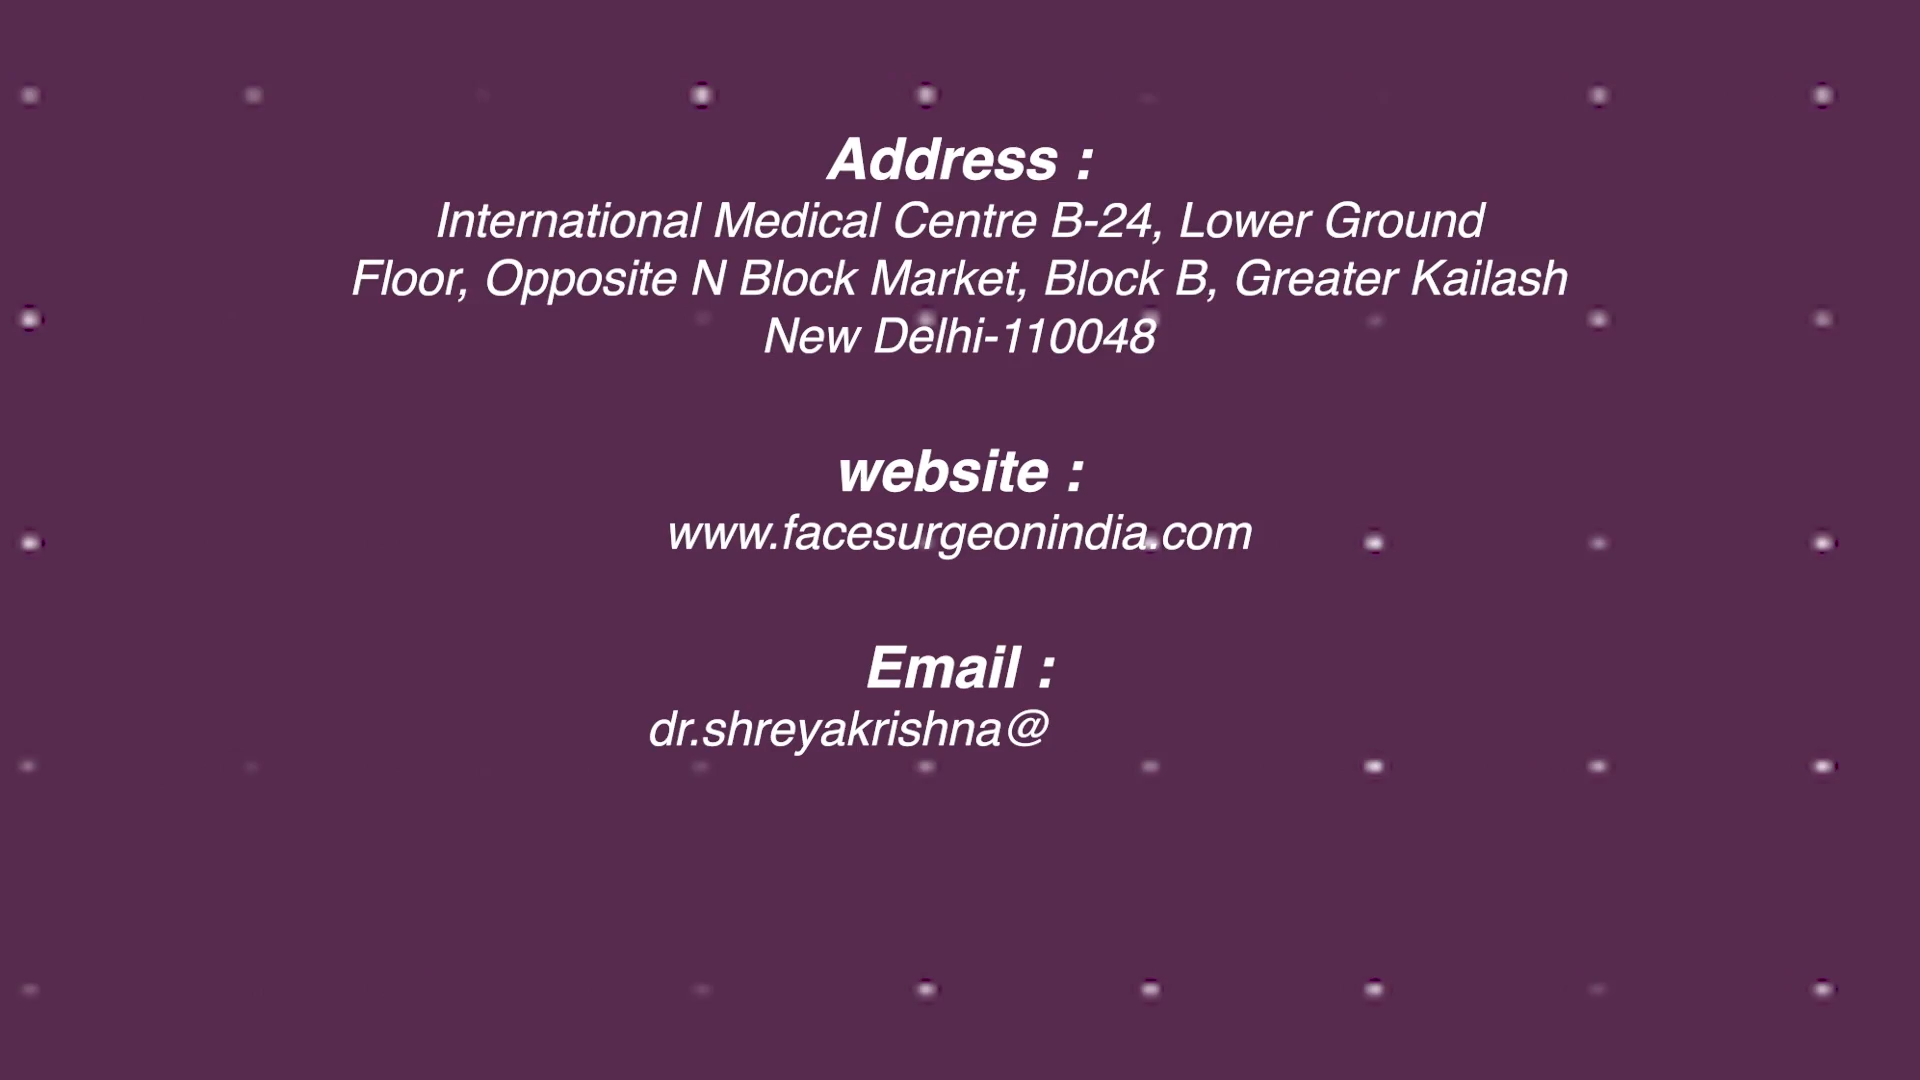 Address :
International Medical Centre B-24, Lower Ground
Floor, Opposite N Block Market, Block B, Greater Kailash
New Delhi-110048
website :
www.facesurgeonindia.com
Email :
dr.shreyakrishna@